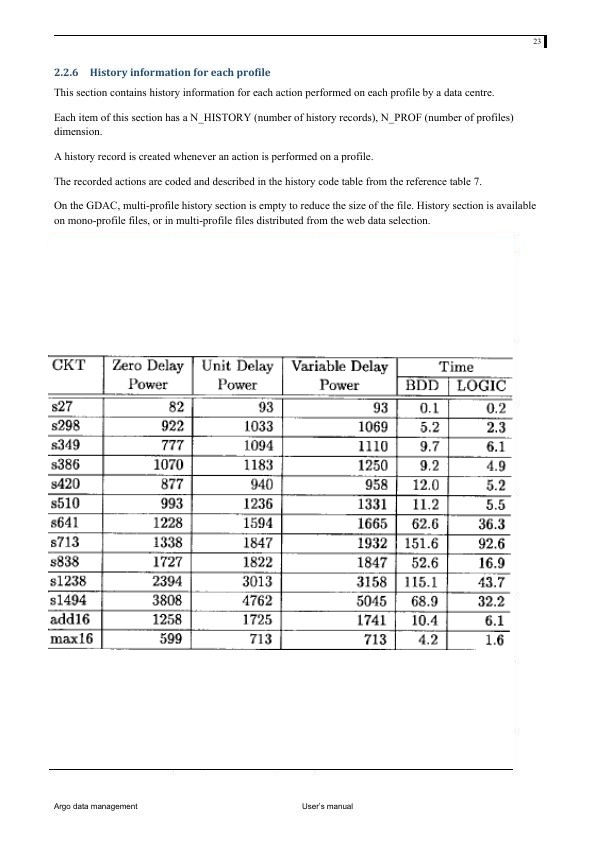 23
2.2.6 History information for each profile
This section contains history information for each action performed on each profile by a data centre.
Each item of this section has a N_HISTORY (number of history records), N_PROF (number of profiles)
dimension.
A history record is created whenever an action is performed on a profile.
The recorded actions are coded and described in the history code table from the reference table 7.
On the GDAC, multi-profile history section is empty to reduce the size of the file. History section is available
on mono-profile files, or in multi-profile files distributed from the web data selection.
CKT Zero Delay Unit Delay Variable Delay Time
Power Power Power BDD LOGIC
s27 82 93 93 0.1 0.2
s298 922 1033 1069 5.2 2.3
s349 777 1094 1110 9.7 6.1
s386 1070 1183 1250 9.2 4.9
s420 877 940 958 12.0 5.2
s510 993 1236 1331 11.2 5.5
s641 1228 1594 1665 62.6 36.3
s713 1338 1847 1932 151.6 92.6
s838 1727 1822 1847 52.6 16.9
s1238 2394 3013 3158 115.1 43.7
s1494 3808 4762 5045 68.9 32.2
add16 1258 1725 1741 10.4 6.1
max16 599 713 713 4.2 1.6
Argo data management User's manual